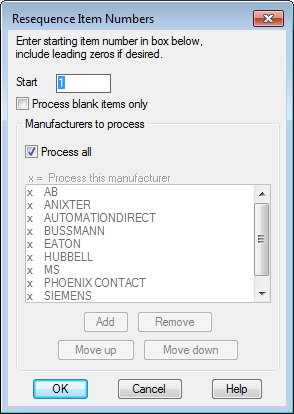 Resequence Item Numbers
Enter starting item number in box below,
include leading zeros if desired.
Start 1
Process blank items only
Manufacturers to process
Process all
x = Process this manufacturer
x AB
x ANIXTER
x AUTOMATIONDIRECT
x BUSSMANN
x EATON
x HUBBELL
x MS
x PHOENIX CONTACT
x SIEMENS
Add Remove
Move up Move down
OK Cancel Help